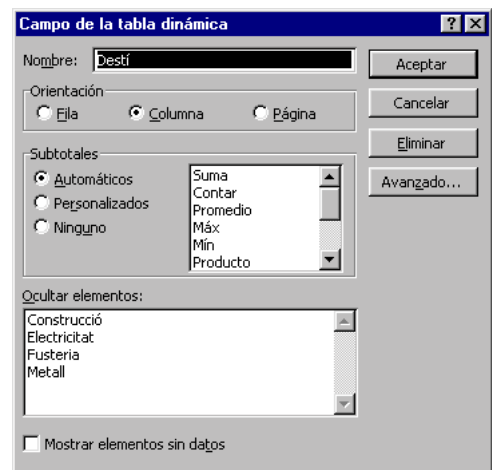 Campo de la tabla dinámica
Nombre: Destí
Aceptar
Orientación
Fila Columna Página
Cancelar
Eliminar
Subtotales
Automáticos
Personalizados
Ninguno
Suma
Contar
Promedio
Máx
Mín
Producto
Avanzado...
Ocultar elementos:
Construcció
Electricitat
Fusteria
Metall
Mostrar elementos sin datos